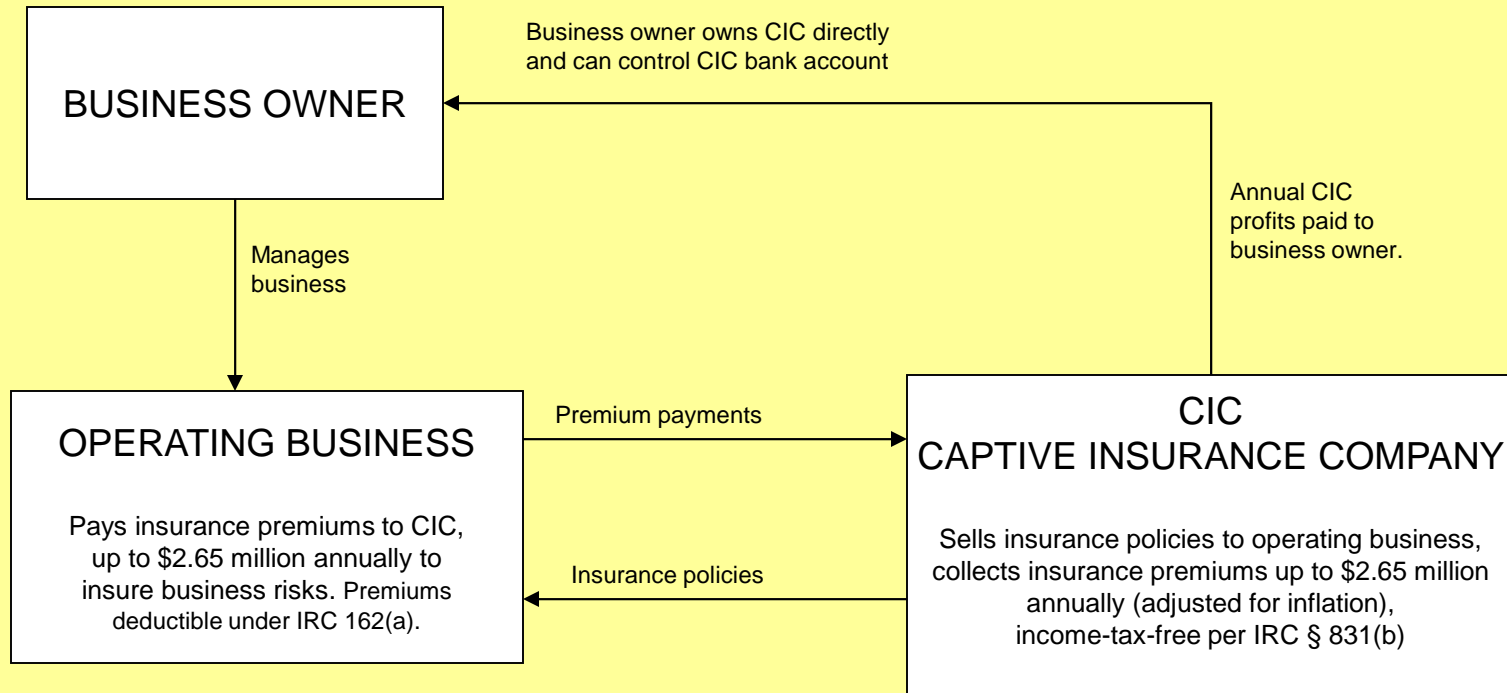 Business owner owns CIC directly
and can control CIC bank account
BUSINESS OWNER
Annual CIC
profits paid to
business owner.
Manages
business
OPERATING BUSINESS
Pays insurance premiums to CIC,
up to $2.65 million annually to
insure business risks. Premiums
deductible under IRC 162(a).
Premium payments
Insurance policies
CIC
CAPTIVE INSURANCE COMPANY
Sells insurance policies to operating business,
collects insurance premiums up to $2.65 million
annually (adjusted for inflation),
income-tax-free per IRC § 831(b)